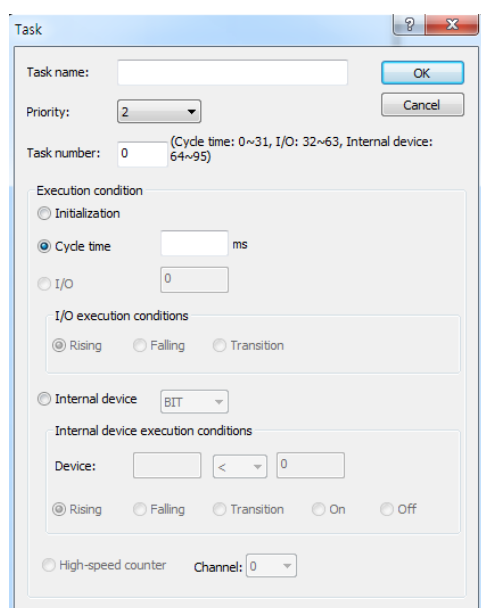 Task
Task name:
OK
Priority:
2
Cancel
Task number:
0
(Cycle time: 0~31, I/O: 32~63, Internal device:
64~95)
Execution condition
Initialization
Cycle time
ms
I/O
0
I/O execution conditions
Rising
Falling
Transition
Internal device
BIT
Internal device execution conditions
Device:
<
0
Rising
Falling
Transition
On
Off
High-speed counter
Channel:
0